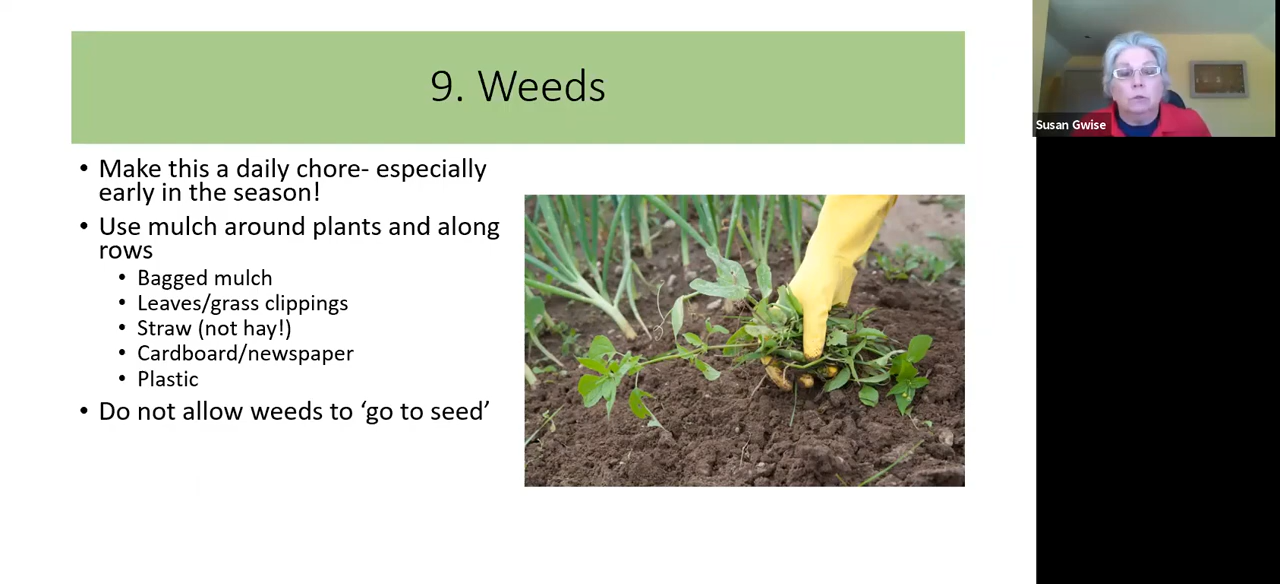 9. Weeds
• Make this a daily chore- especially
early in the season!
• Use mulch around plants and along
rows
• Bagged mulch
• Leaves/grass clippings
• Straw (not hay!)
• Cardboard/newspaper
• Plastic
• Do not allow weeds to ‘go to seed’
Susan Gwise